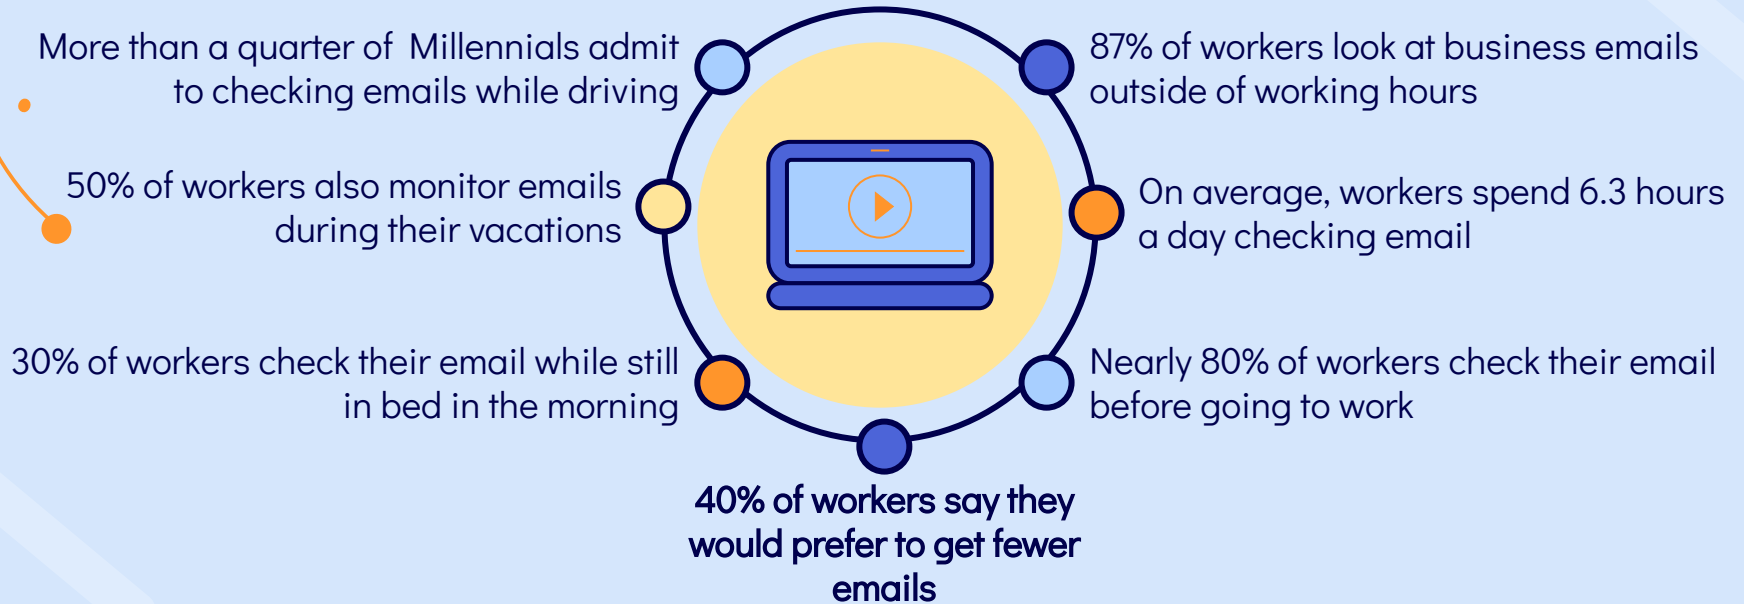 More than a quarter of  Millennials admit
to checking emails while driving
87% of workers look at business emails
outside of working hours
50% of workers also monitor emails
during their vacations
On average, workers spend 6.3 hours
a day checking email
30% of workers check their email while still
in bed in the morning
Nearly 80% of workers check their email
before going to work
40% of workers say they
would prefer to get fewer
emails